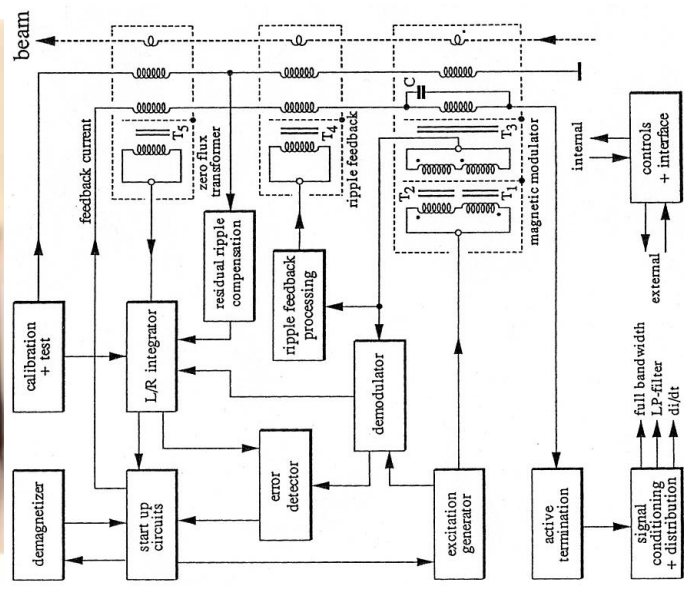 beam
feedback current
T5
zero flux
transformer
T4
ripple feedback
C
T3
T2
T1
magnetic modulator
calibration
+ test
L/R integrator
residual ripple
compensation
ripple feedback
processing
demodulator
demagnetizer
start up
circuits
error
detector
excitation
generator
active
termination
signal
conditioning
+ distribution
full bandwidth
LP-filter
di/dt
internal
external
controls
+ interface